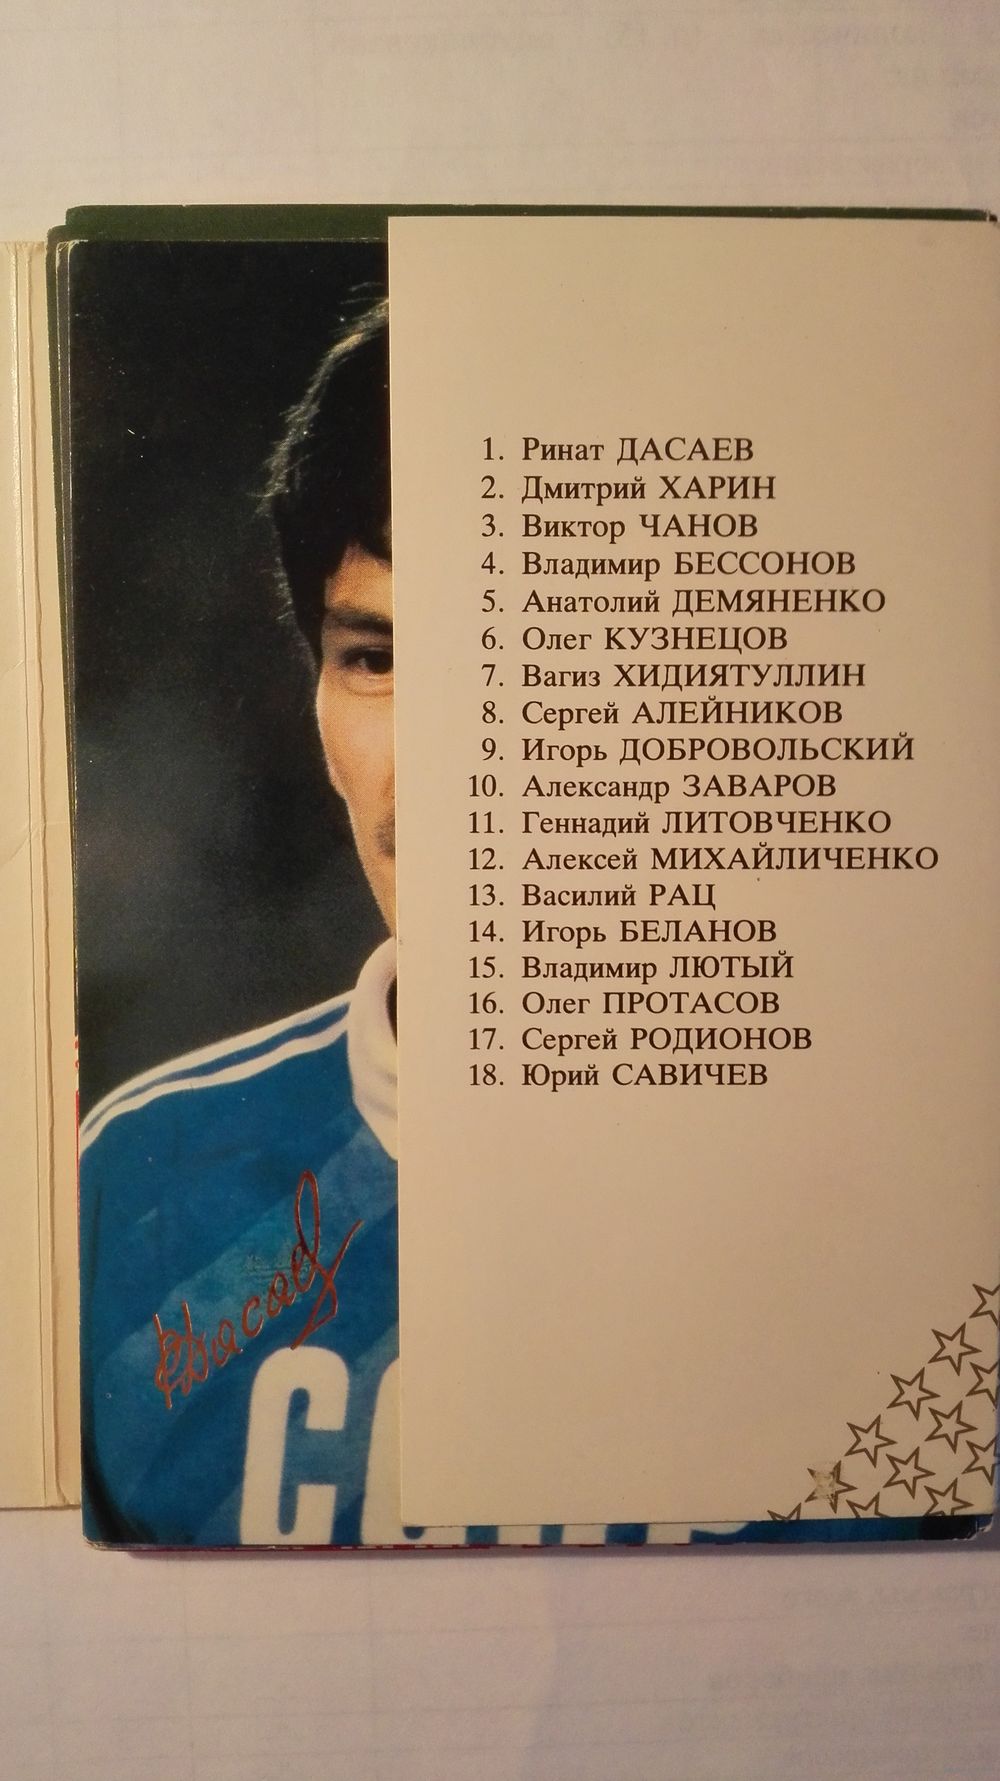 1. Ринат ДАСАЕВ
2. Дмитрий ХАРИН
3. Виктор ЧАНОВ
4. Владимир БЕССОНОВ
5. Анатолий ДЕМЯНЕНКО
6. Олег КУЗНЕЦОВ
7. Вагиз ХИДИЯТУЛЛИН
8. Сергей АЛЕЙНИКОВ
9. Игорь ДОБРОВОЛЬСКИЙ
10. Александр ЗАВАРОВ
11. Геннадий ЛИТОВЧЕНКО
12. Алексей МИХАЙЛИЧЕНКО
13. Василий РАЦ
14. Игорь БЕЛАНОВ
15. Владимир ЛЮТЫЙ
16. Олег ПРОТАСОВ
17. Сергей РОДИОНОВ
18. Юрий САВИЧЕВ